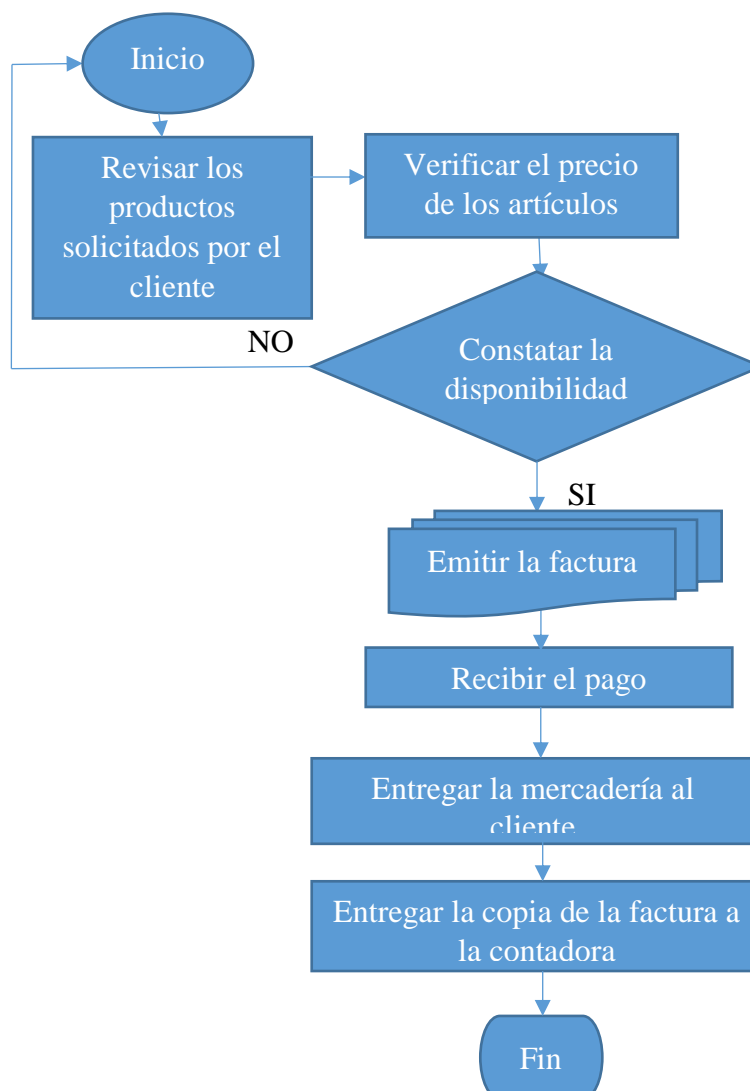 Inicio
Revisar los
productos
solicitados por el
cliente
Verificar el precio
de los artículos
Constatar la
disponibilidad
NO
SI
Emitir la factura
Recibir el pago
Entregar la mercadería al
cliente
Entregar la copia de la factura a
la contadora
Fin